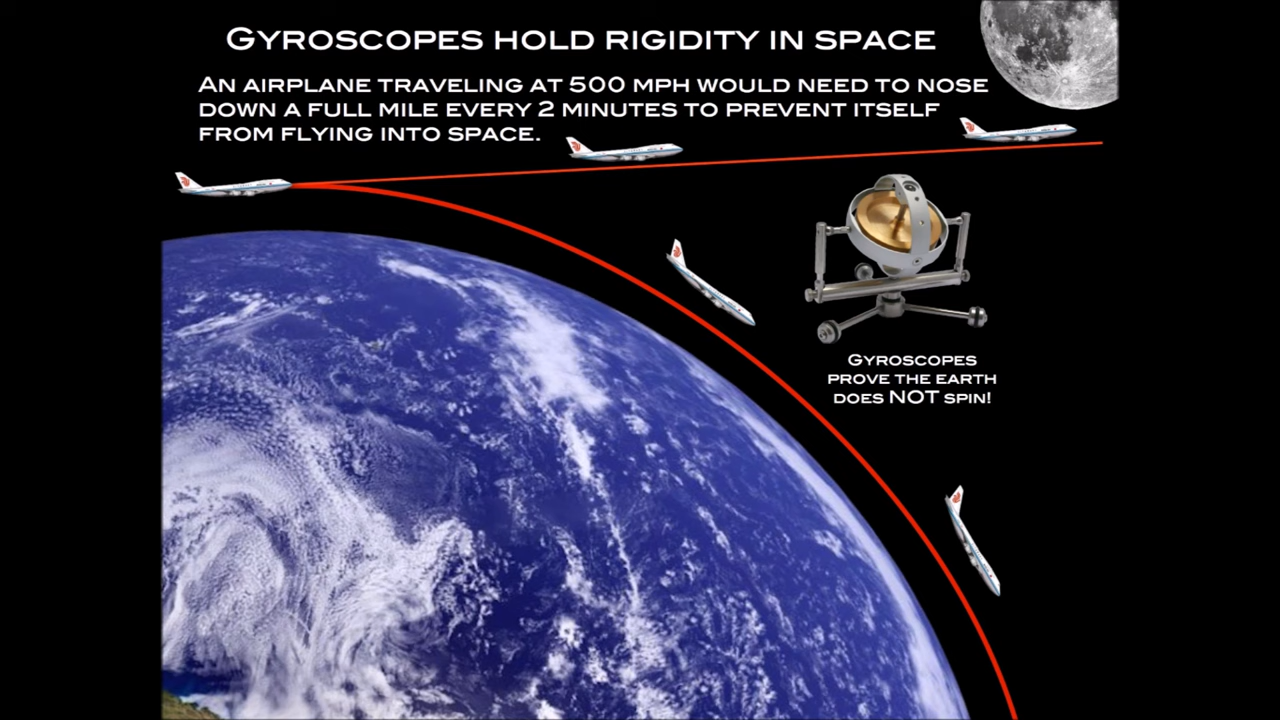 GYROSCOPES HOLD RIGIDITY IN SPACE
AN AIRPLANE TRAVELING AT 500 MPH WOULD NEED TO NOSE
DOWN A FULL MILE EVERY 2 MINUTES TO PREVENT ITSELF
FROM FLYING INTO SPACE.
GYROSCOPES
PROVE THE EARTH
DOES NOT SPIN!